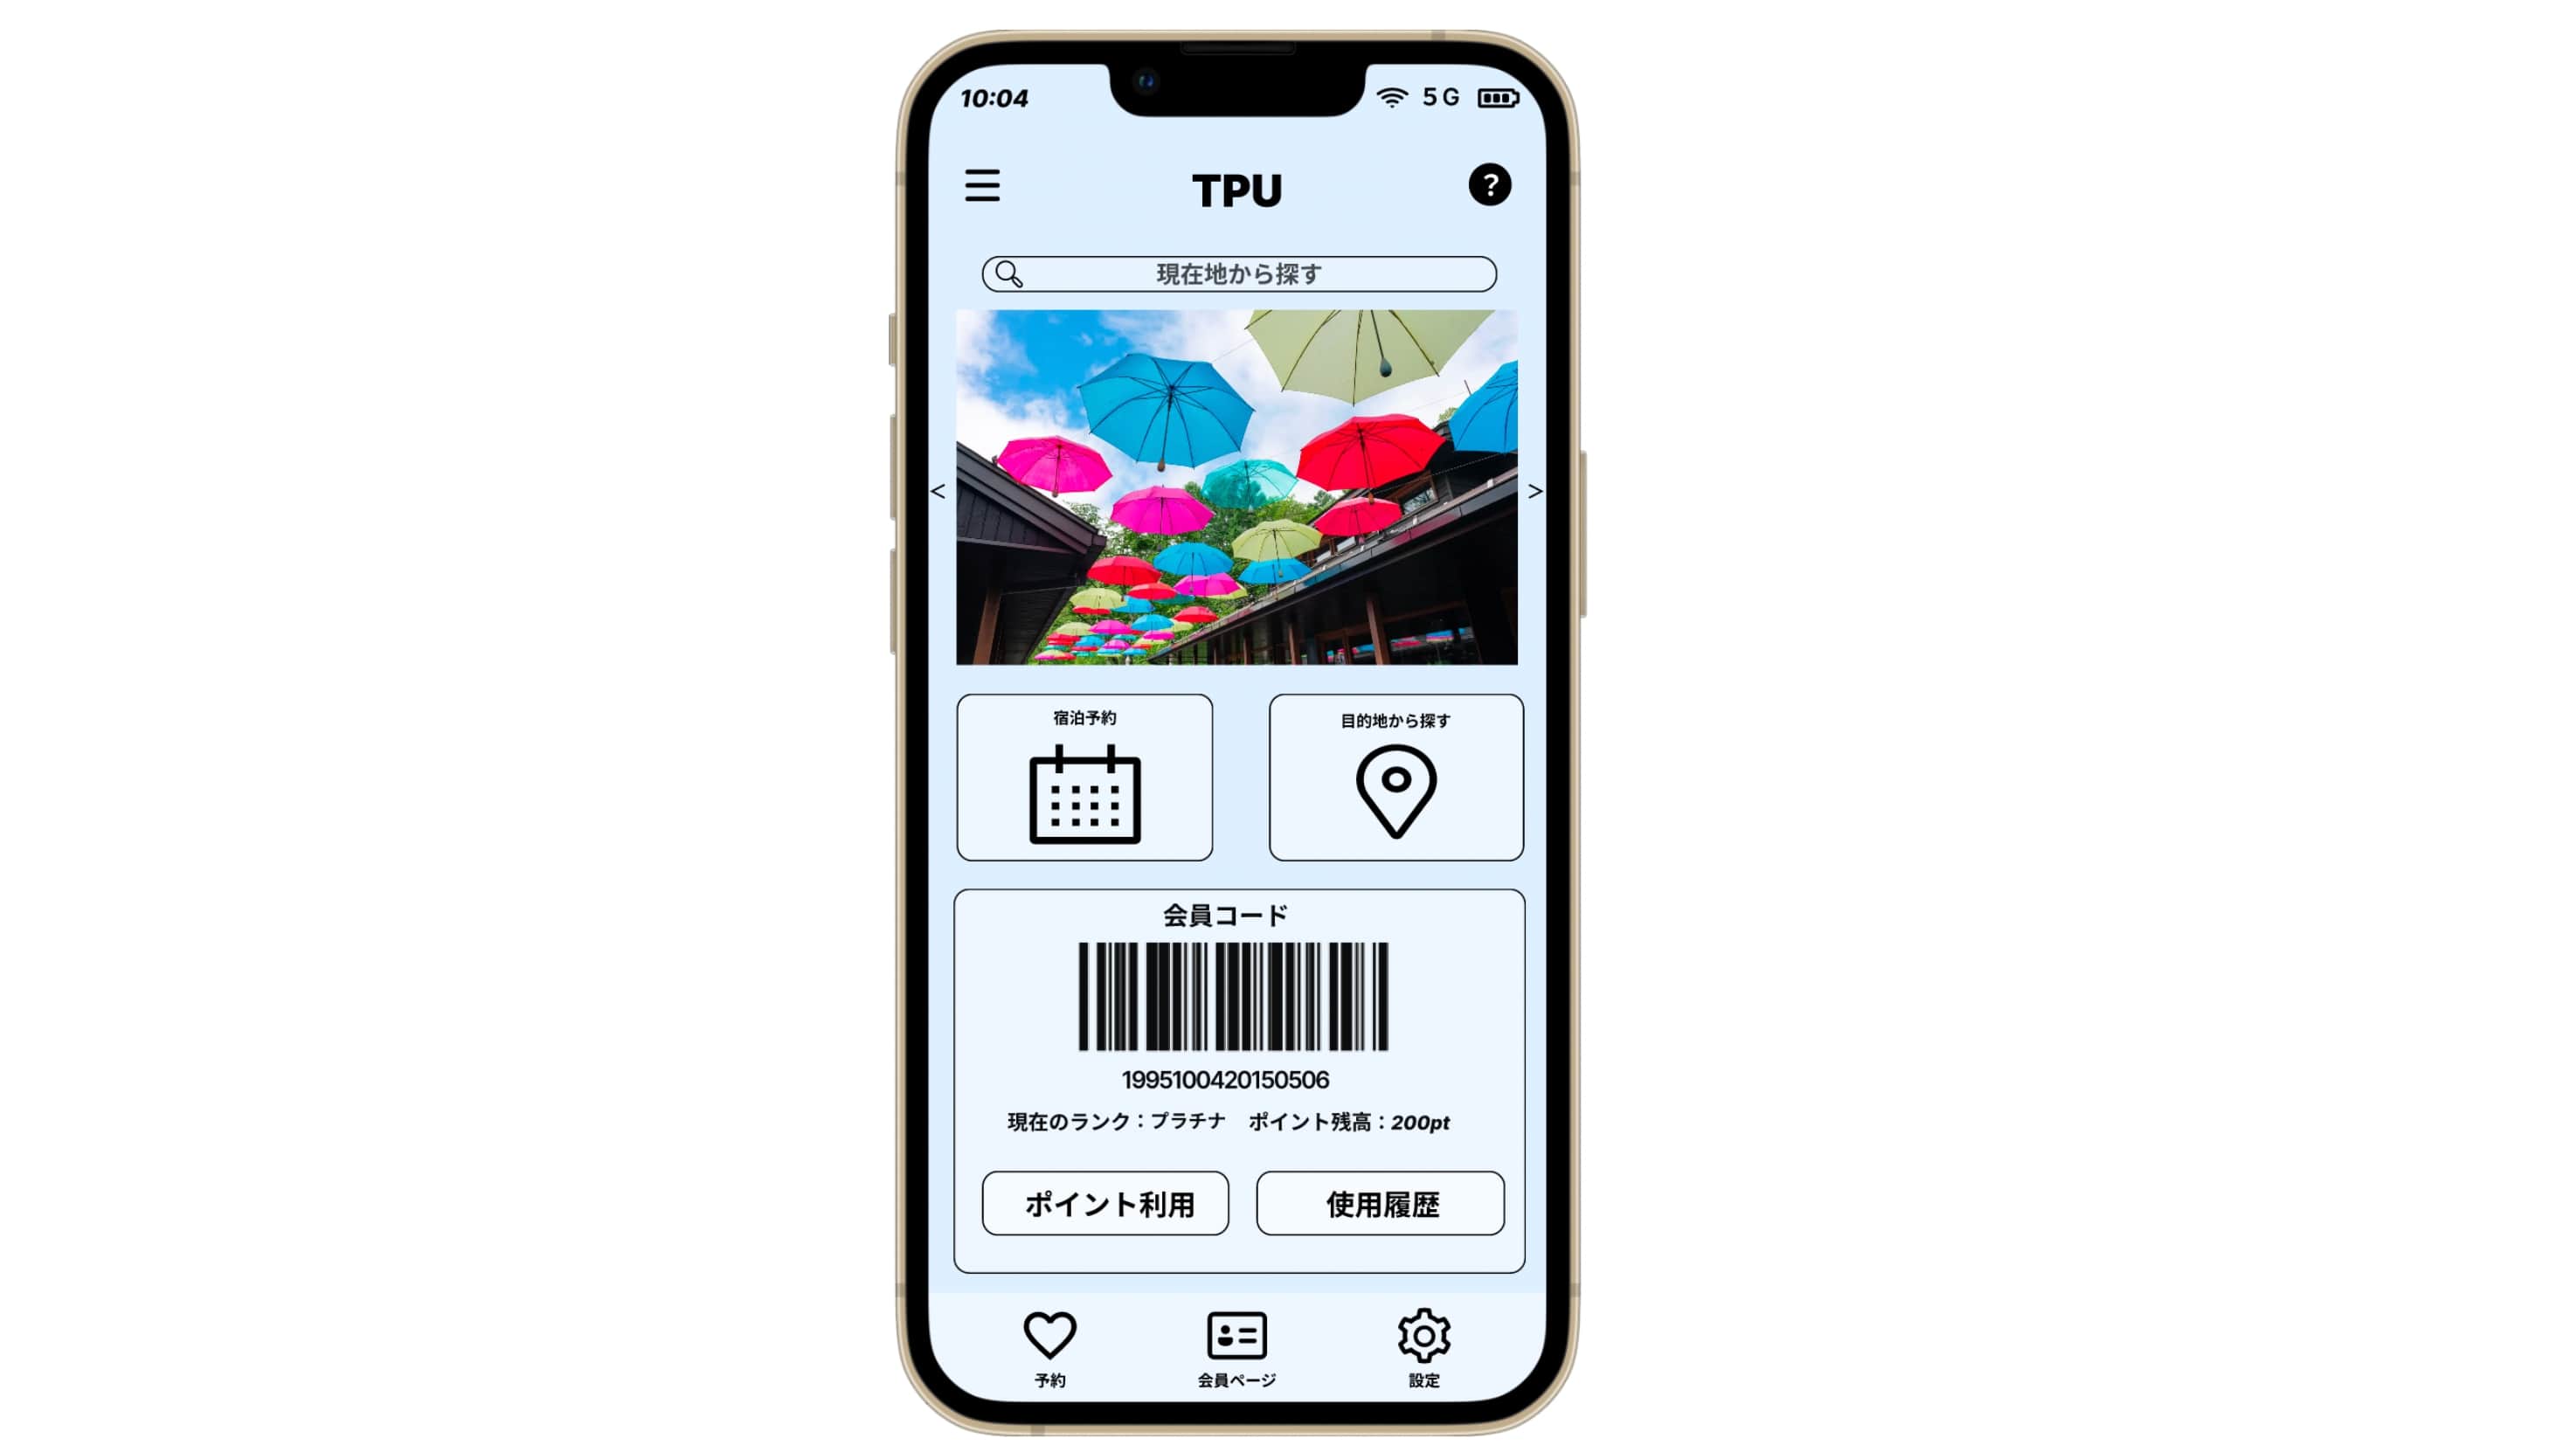 10:04 5G
TPU ?
現在地から探す
< >
宿泊予約 目的地から探す
会員コード
1995100420150506
現在のランク：プラチナ ポイント残高：200pt
ポイント利用 使用履歴
予約 会員ページ 設定